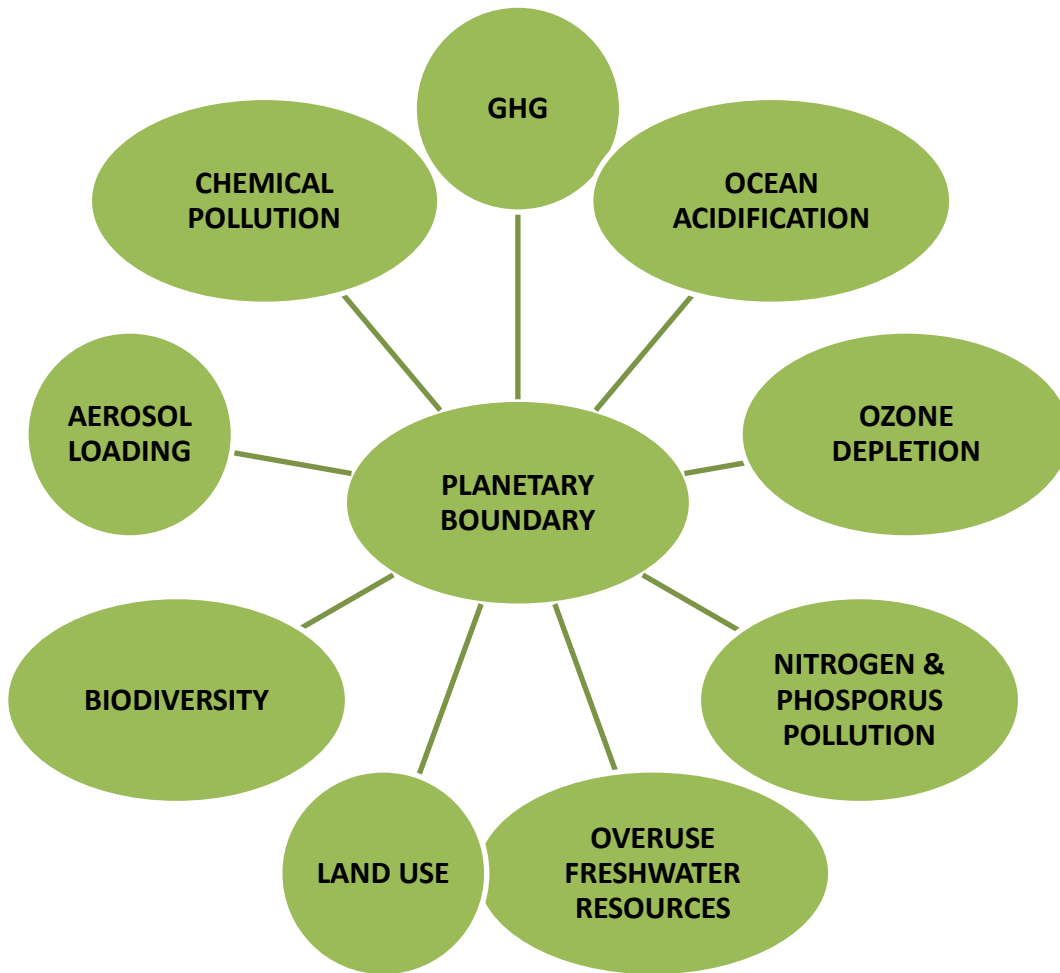 GHG
OCEAN
ACIDIFICATION
OZONE
DEPLETION
NITROGEN &
PHOSPORUS
POLLUTION
OVERUSE
FRESHWATER
RESOURCES
LAND USE
BIODIVERSITY
AEROSOL
LOADING
CHEMICAL
POLLUTION
PLANETARY
BOUNDARY